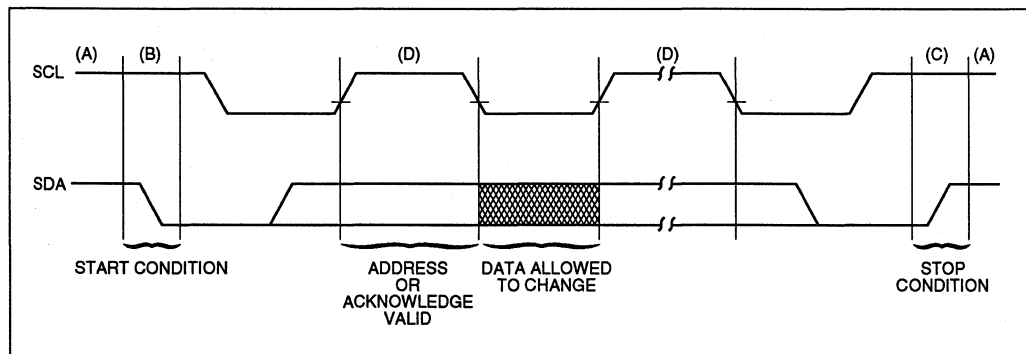 (A) (B) (D) (D) (C) (A)
SCL
SDA
START CONDITION
ADDRESS
OR
ACKNOWLEDGE
VALID
DATA ALLOWED
TO CHANGE
STOP
CONDITION